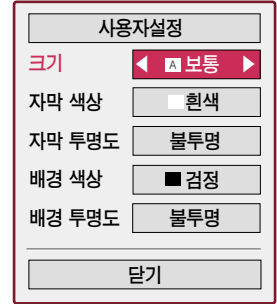 사용자설정
크기 ◀ A 보통 ▶
자막 색상 흰색
자막 투명도 불투명
배경 색상 검정
배경 투명도 불투명
닫기